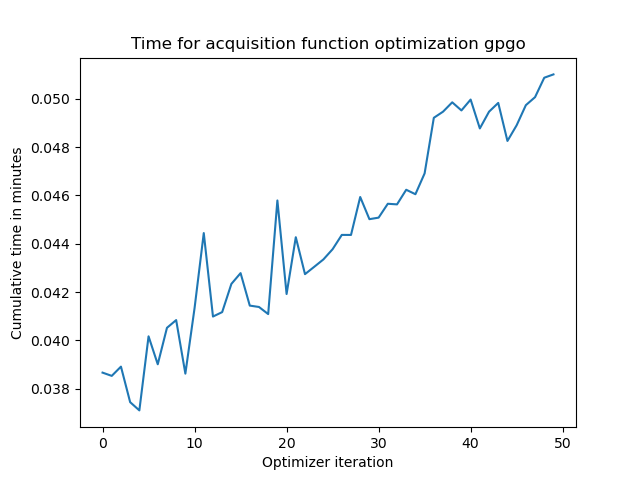 Time for acquisition function optimization gpgo
Cumulative time in minutes
0.050
0.048
0.046
0.044
0.042
0.040
0.038
0 10 20 30 40 50
Optimizer iteration